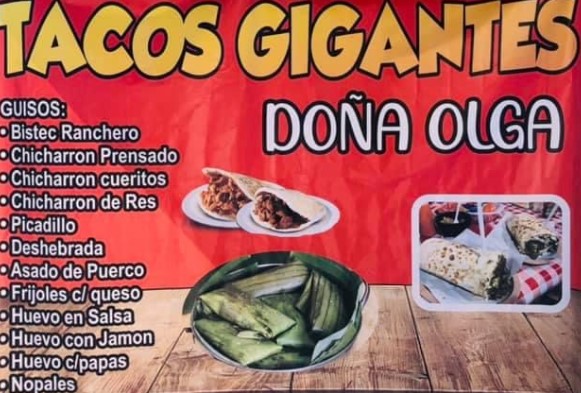 TACOS GIGANTES
DOÑA OLGA
GUISOS:
• Bistec Ranchero
• Chicharron Prensado
• Chicharron cueritos
• Chicharron de Res
• Picadillo
• Deshebrada
• Asado de Puerco
• Frijoles c/ queso
• Huevo en Salsa
• Huevo con Jamon
• Huevo c/papas
• Nopales